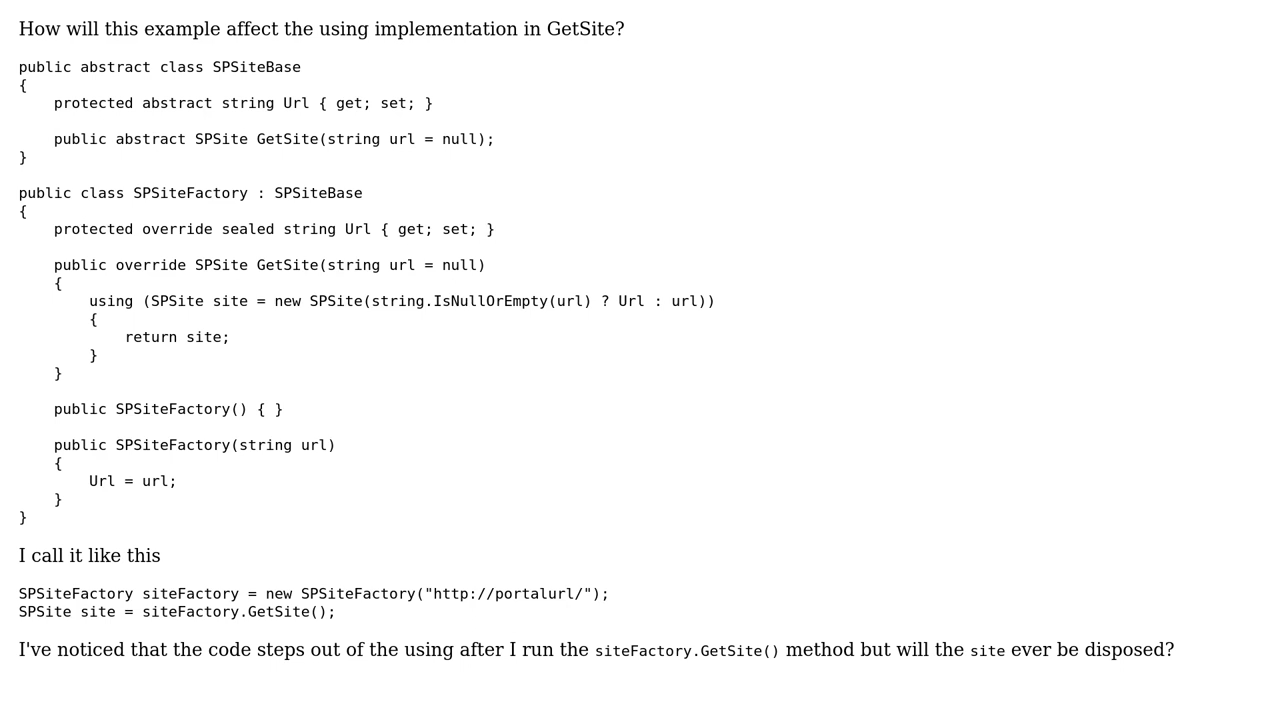 How will this example affect the using implementation in GetSite?
public abstract class SPSiteBase
{
    protected abstract string Url { get; set; }
    public abstract SPSite GetSite(string url = null);
}
public class SPSiteFactory : SPSiteBase
{
    protected override sealed string Url { get; set; }
    public override SPSite GetSite(string url = null)
    {
        using (SPSite site = new SPSite(string.IsNullOrEmpty(url) ? Url : url))
        {
            return site;
        }
    }
    public SPSiteFactory() { }
    public SPSiteFactory(string url)
    {
        Url = url;
    }
}
I call it like this
SPSiteFactory siteFactory = new SPSiteFactory("http://portalurl/");
SPSite site = siteFactory.GetSite();
I've noticed that the code steps out of the using after I run the siteFactory.GetSite() method but will the site ever be disposed?